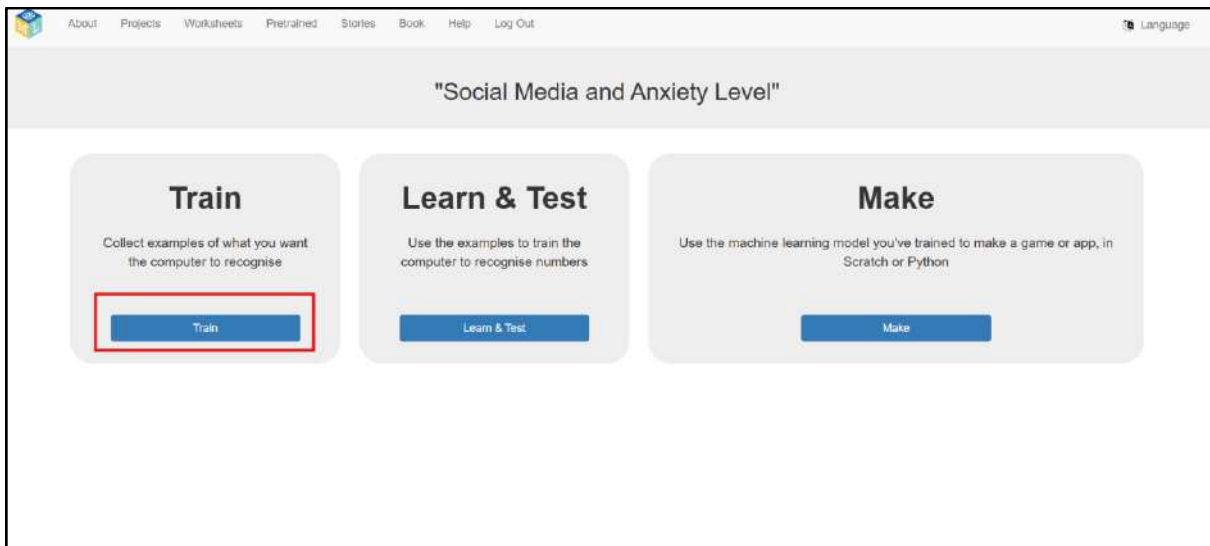 About Projects Worksheets Pretrained Stories Book Help Log Out Language
"Social Media and Anxiety Level"
Train
Collect examples of what you want
the computer to recognise
Train
Learn & Test
Use the examples to train the
computer to recognise numbers
Learn & Test
Make
Use the machine learning model you've trained to make a game or app, in
Scratch or Python
Make